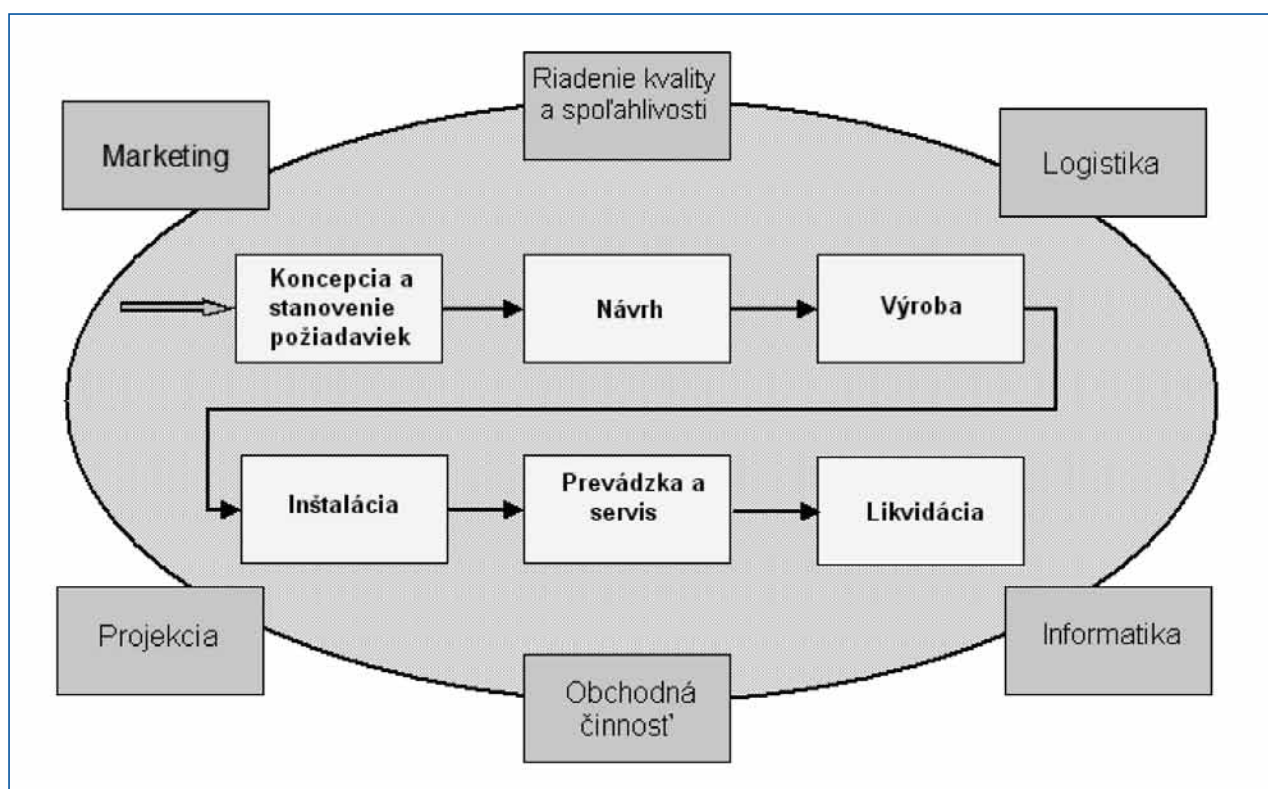 Riadenie kvality
a spoľahlivosti
Marketing
Logistika
Koncepcia a
stanovenie
požiadaviek
Návrh
Výroba
Inštalácia
Prevádzka a
servis
Likvidácia
Projekcia
Informatika
Obchodná
činnosť